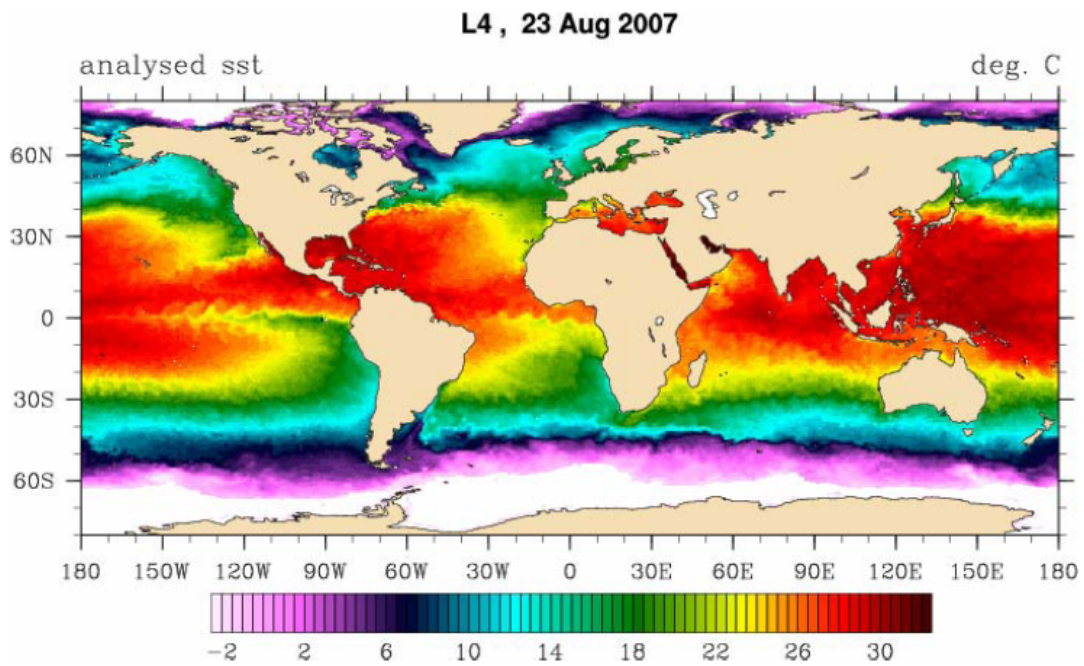 L4 , 23 Aug 2007
analysed sst deg. C
60N
30N
0
30S
60S
180 150W 120W 90W 60W 30W 0 30E 60E 90E 120E 150E 180
−2 2 6 10 14 18 22 26 30